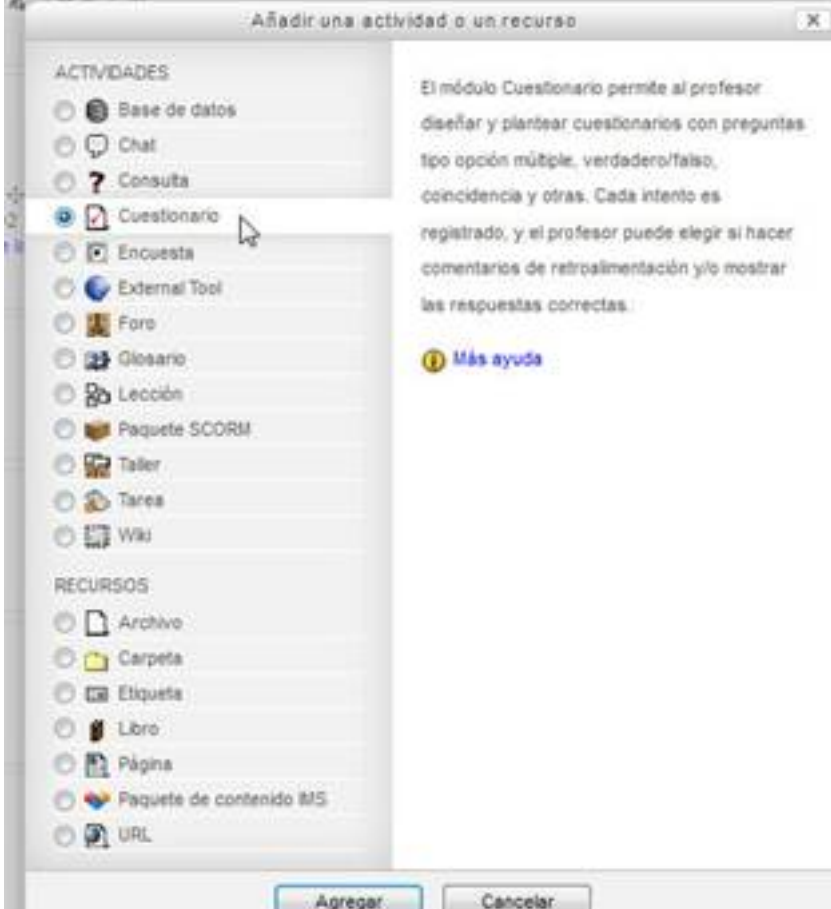 Añadir una actividad o un recurso
X
ACTIVIDADES
Base de datos
Chat
Consulta
Cuestionario
Encuesta
External Tool
Foro
Glosario
Lección
Paquete SCORM
Taller
Tarea
Wiki
RECURSOS
Archivo
Carpeta
Etiqueta
Libro
Página
Paquete de contenido IMS
URL
El módulo Cuestionario permite al profesor
diseñar y plantear cuestionarios con preguntas
tipo opción múltiple, verdadero/falso,
coincidencia y otras. Cada intento es
registrado, y el profesor puede elegir si hacer
comentarios de retroalimentación y/o mostrar
las respuestas correctas.
Más ayuda
Agregar
Cancelar